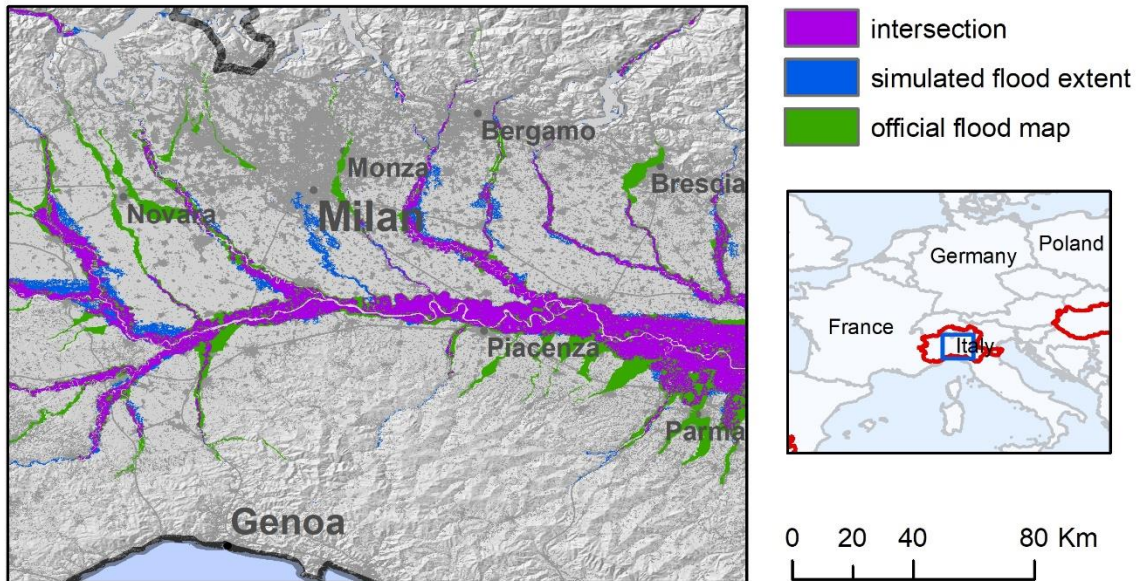 Bergamo
Monza
Brescia
Novara
Milan
Piacenza
Parma
Genoa
intersection
simulated flood extent
official flood map
Poland
Germany
France
Italy
0 20 40 80 Km